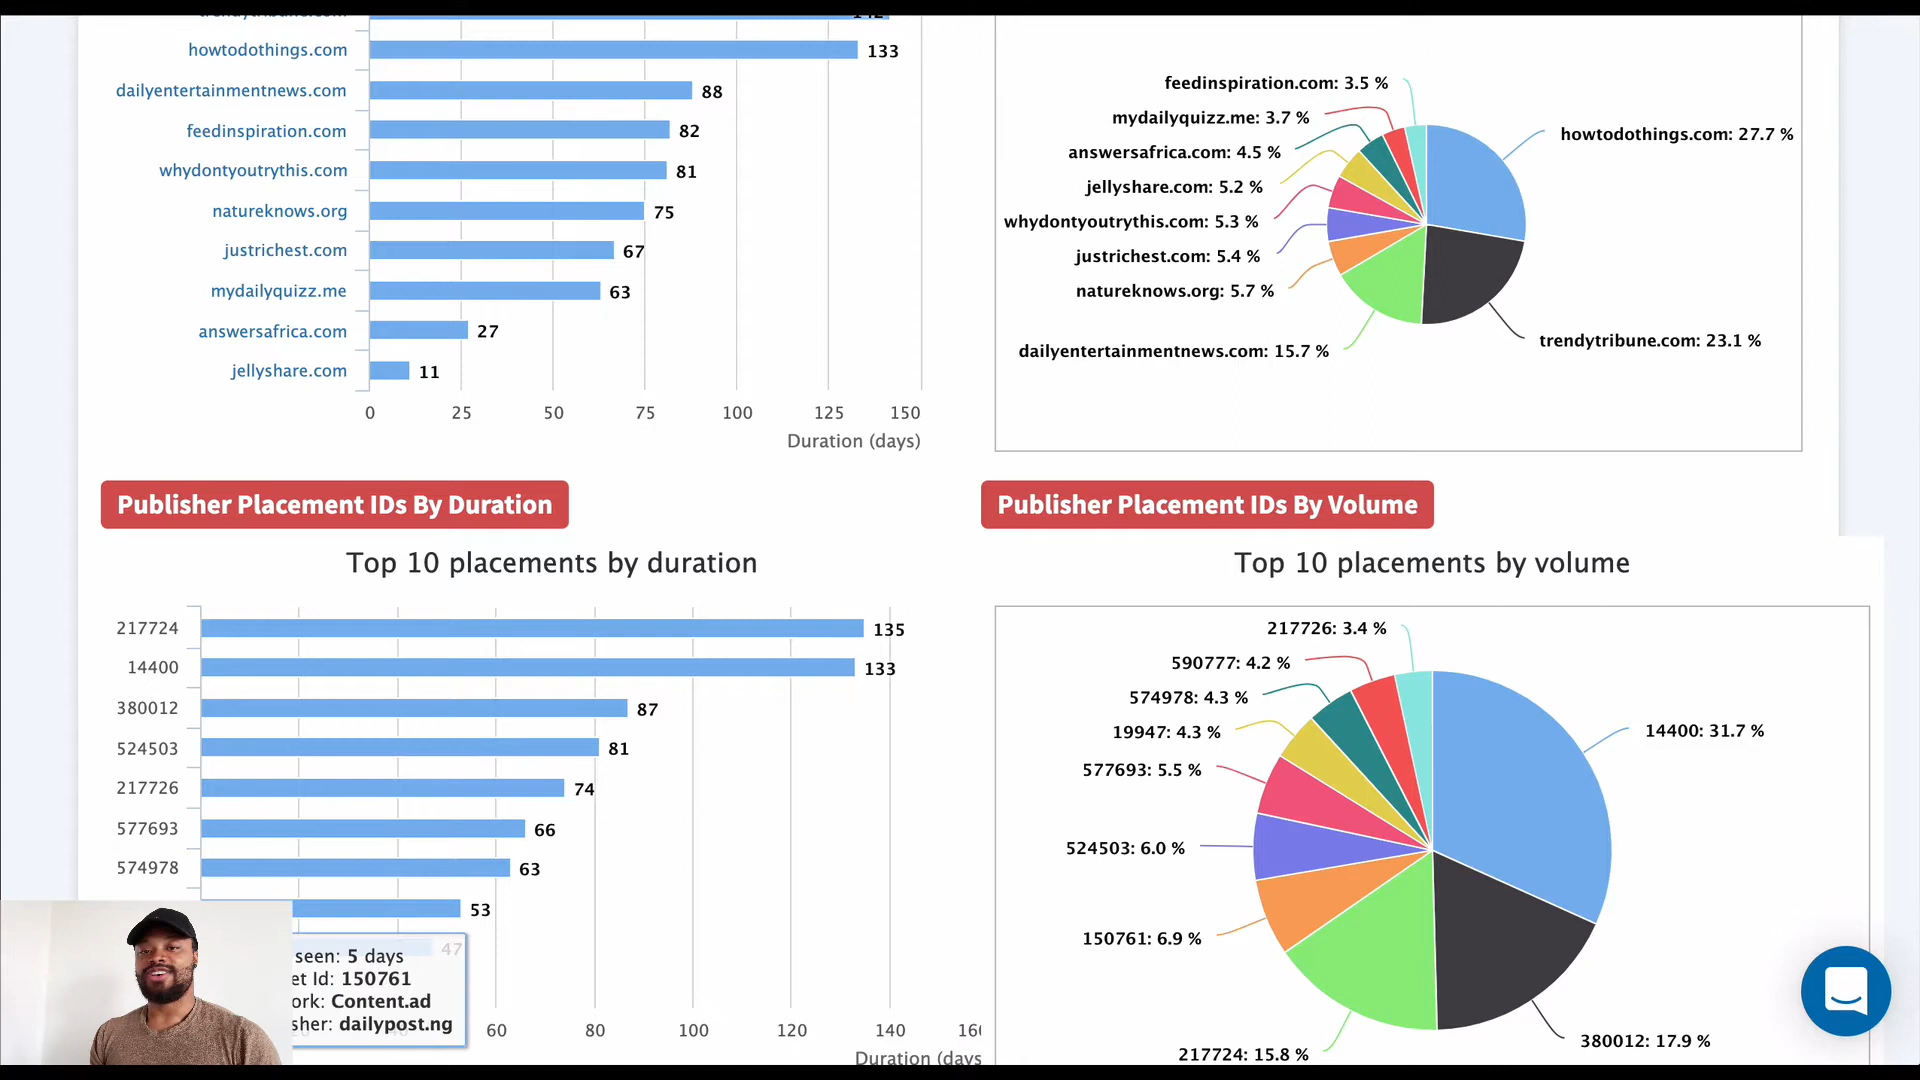 trendytribune.com 142
howtodothings.com 133
dailyentertainmentnews.com 88
feedinspiration.com 82
whydontyoutrythis.com 81
natureknows.org 75
justrichest.com 67
mydailyquizz.me 63
answersafrica.com 27
jellyshare.com 11
0 25 50 75 100 125 150
Duration (days)
feedinspiration.com: 3.5 %
mydailyquizz.me: 3.7 %
answersafrica.com: 4.5 %
jellyshare.com: 5.2 %
whydontyoutrythis.com: 5.3 %
justrichest.com: 5.4 %
natureknows.org: 5.7 %
dailyentertainmentnews.com: 15.7 %
howtodothings.com: 27.7 %
trendytribune.com: 23.1 %
Publisher Placement IDs By Duration
Top 10 placements by duration
217724 135
14400 133
380012 87
524503 81
217726 74
577693 66
574978 63
53
47
seen: 5 days
et Id: 150761
ork: Content.ad
sher: dailypost.ng
60 80 100 120 140 160
Duration (days
Publisher Placement IDs By Volume
Top 10 placements by volume
217726: 3.4 %
590777: 4.2 %
574978: 4.3 %
19947: 4.3 %
577693: 5.5 %
524503: 6.0 %
150761: 6.9 %
217724: 15.8 %
14400: 31.7 %
380012: 17.9 %